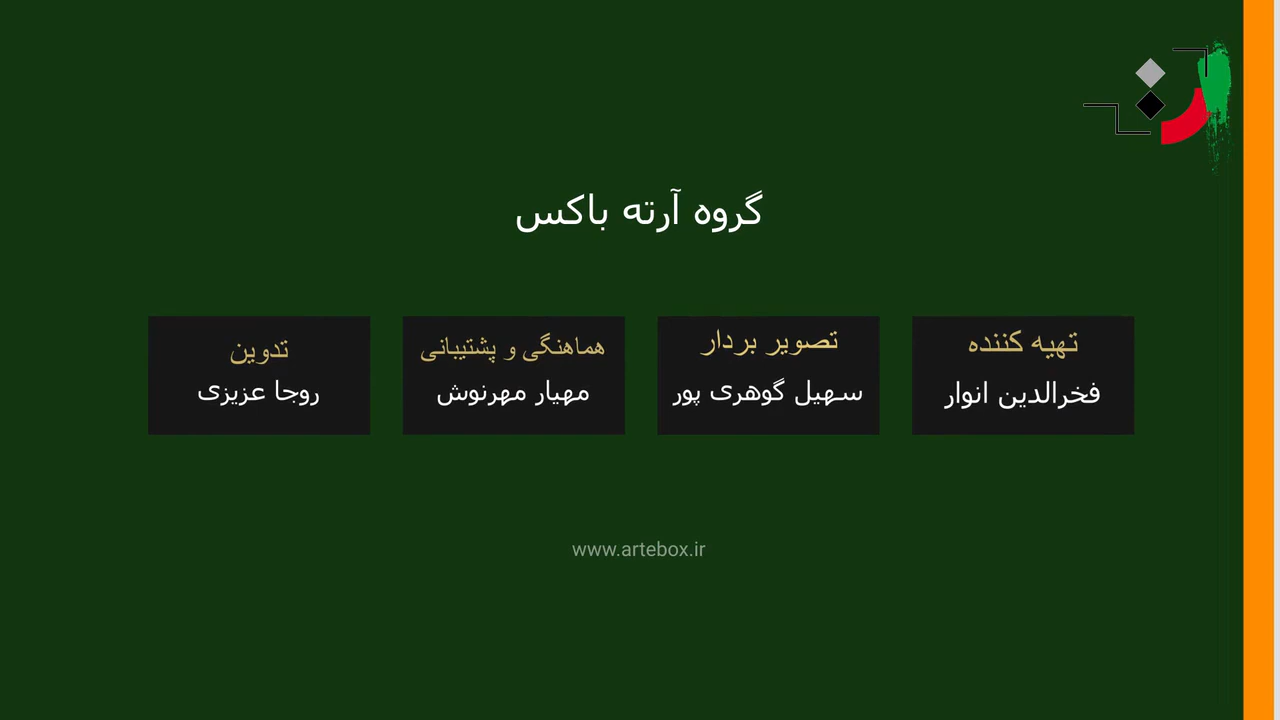 گروه آرته باکس
تهیه کننده
فخرالدین انوار
تصویر بردار
سهیل گوهری پور
هماهنگی و پشتیبانی
مهیار مهرنوش
تدوین
روجا عزیزی
www.artebox.ir